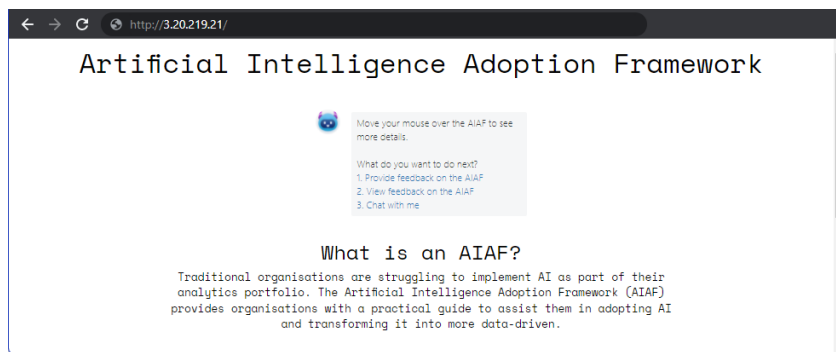 http://3.20.219.21/
Artificial Intelligence Adoption Framework
Move your mouse over the AIAF to see
more details.
What do you want to do next?
1. Provide feedback on the AIAF
2. View feedback on the AIAF
3. Chat with me
What is an AIAF?
Traditional organisations are struggling to implement AI as part of their
analytics portfolio. The Artificial Intelligence Adoption Framework (AIAF)
provides organisations with a practical guide to assist them in adopting AI
and transforming it into more data-driven.